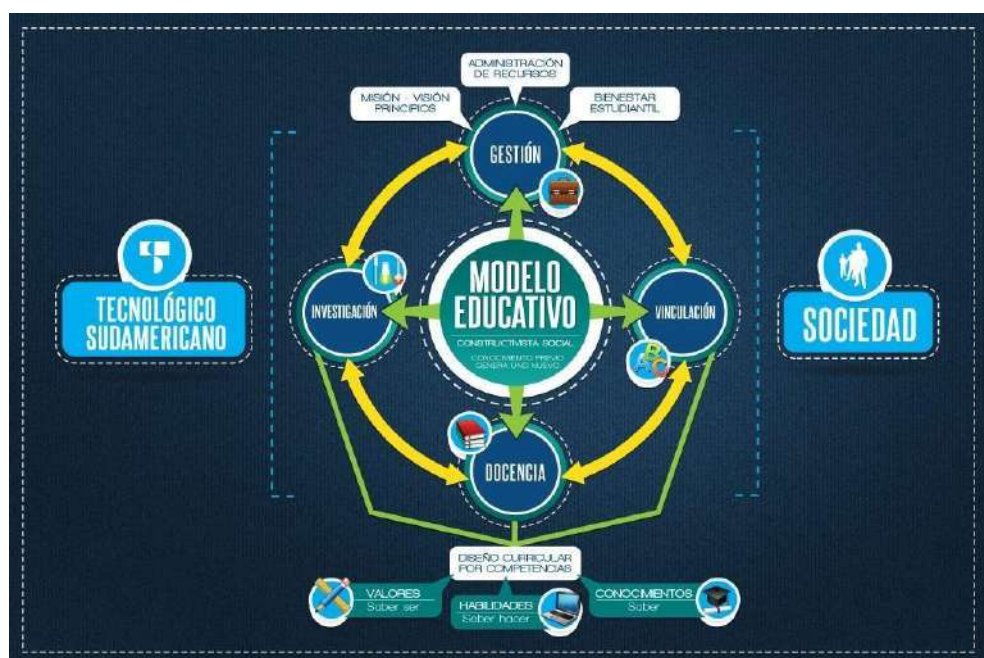 ADMINISTRACIÓN
DE RECURSOS
MISIÓN - VISIÓN
PRINCIPIOS
BIENESTAR
ESTUDIANTIL
GESTIÓN
TECNOLÓGICO
SUDAMERICANO
INVESTIGACIÓN
MODELO
EDUCATIVO
CONSTRUCTIVISTA SOCIAL
CONOCIMIENTO PREVIO
GENERA UNO NUEVO
VINCULACIÓN
ABC
SOCIEDAD
DOCENCIA
DISEÑO CURRICULAR
POR COMPETENCIAS
VALORES
Saber ser
HABILIDADES
Saber hacer
CONOCIMIENTOS
Saber